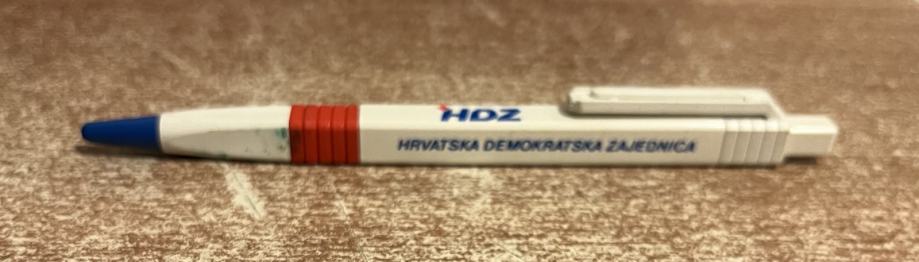 HDZ
HRVATSKA DEMOKRATSKA ZAJEDNICA